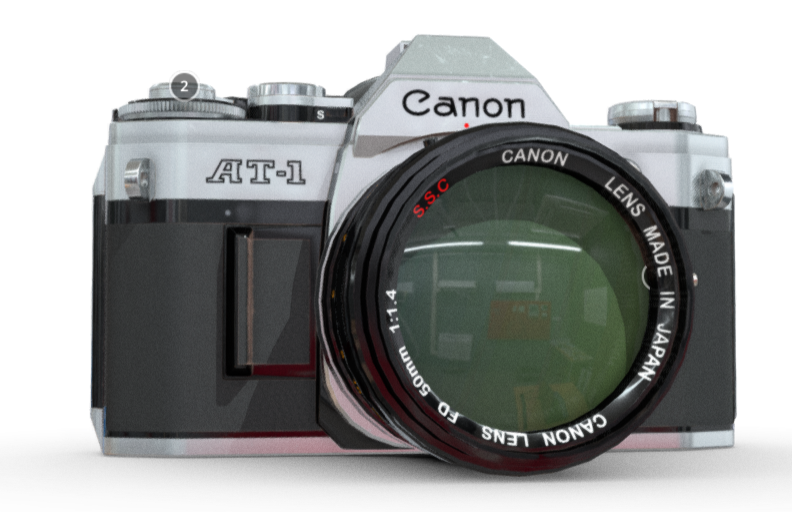 2
S
Canon
AT-1
CANON LENS MADE IN JAPAN
CANON LENS FD 50mm 1:1.4
S.S.C